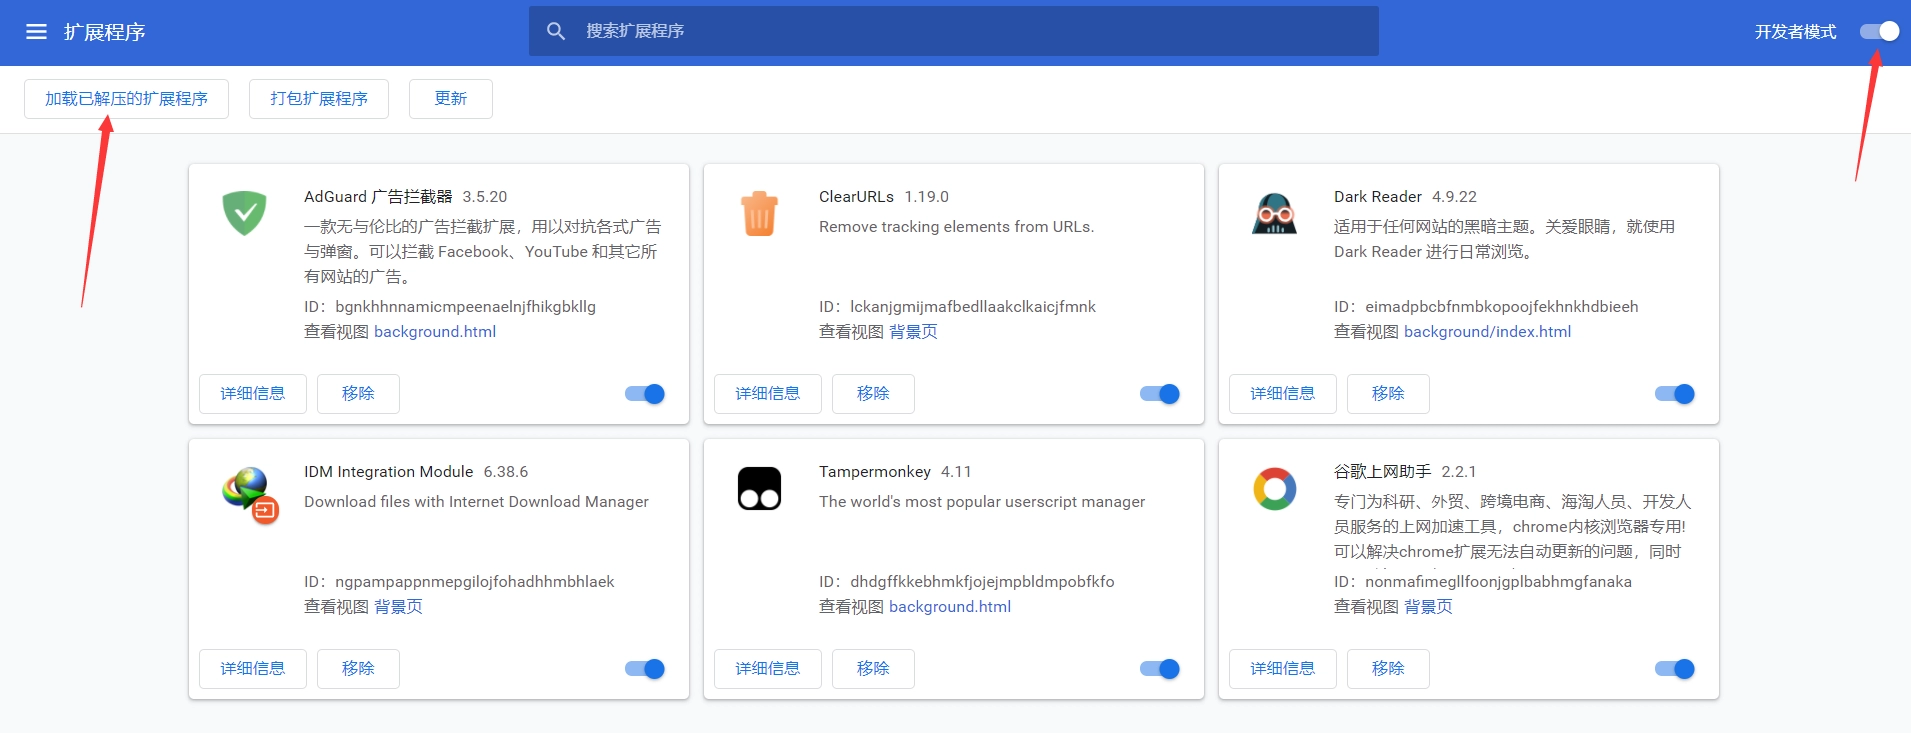 扩展程序
搜索扩展程序
开发者模式
加载已解压的扩展程序
打包扩展程序
更新
AdGuard 广告拦截器 3.5.20
一款无与伦比的广告拦截扩展，用以对抗各式广告
与弹窗。可以拦截 Facebook、YouTube 和其它所
有网站的广告。
ID：bgnkhhnnamicmpeenaelnjfhikgbkllg
查看视图 background.html
详细信息
移除
ClearURLs 1.19.0
Remove tracking elements from URLs.
ID：lckanjgmijmafbedllaakclkaicjfmnk
查看视图 背景页
详细信息
移除
Dark Reader 4.9.22
适用于任何网站的黑暗主题。关爱眼睛，就使用
Dark Reader 进行日常浏览。
ID：eimadpbcbfnmbkopoojfekhnkhdbieeh
查看视图 background/index.html
详细信息
移除
IDM Integration Module 6.38.6
Download files with Internet Download Manager
ID：ngpampappnmepgilojfohadhhmbhlaek
查看视图 背景页
详细信息
移除
Tampermonkey 4.11
The world's most popular userscript manager
ID：dhdgffkkebhmkfjojejmpbldmpobfkfo
查看视图 background.html
详细信息
移除
谷歌上网助手 2.2.1
专门为科研、外贸、跨境电商、海淘人员、开发人
员服务的上网加速工具，chrome内核浏览器专用!
可以解决chrome扩展无法自动更新的问题，同时
ID：nonmafimegllfoonjgplbabhmgfanaka
查看视图 背景页
详细信息
移除